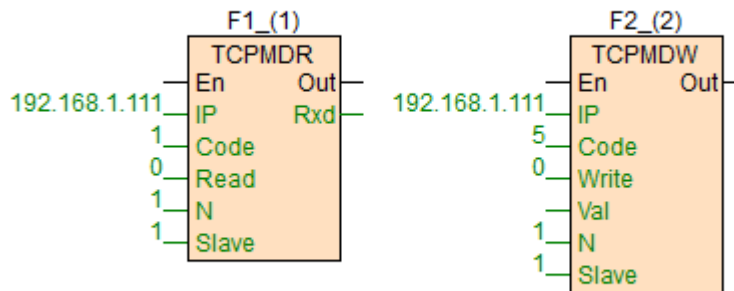 F1_(1)
TCPMDR
En Out
192.168.1.111 IP Rxd
1 Code
0 Read
1 N
1 Slave
F2_(2)
TCPMDW
En Out
192.168.1.111 IP
5 Code
0 Write
Val
1 N
1 Slave